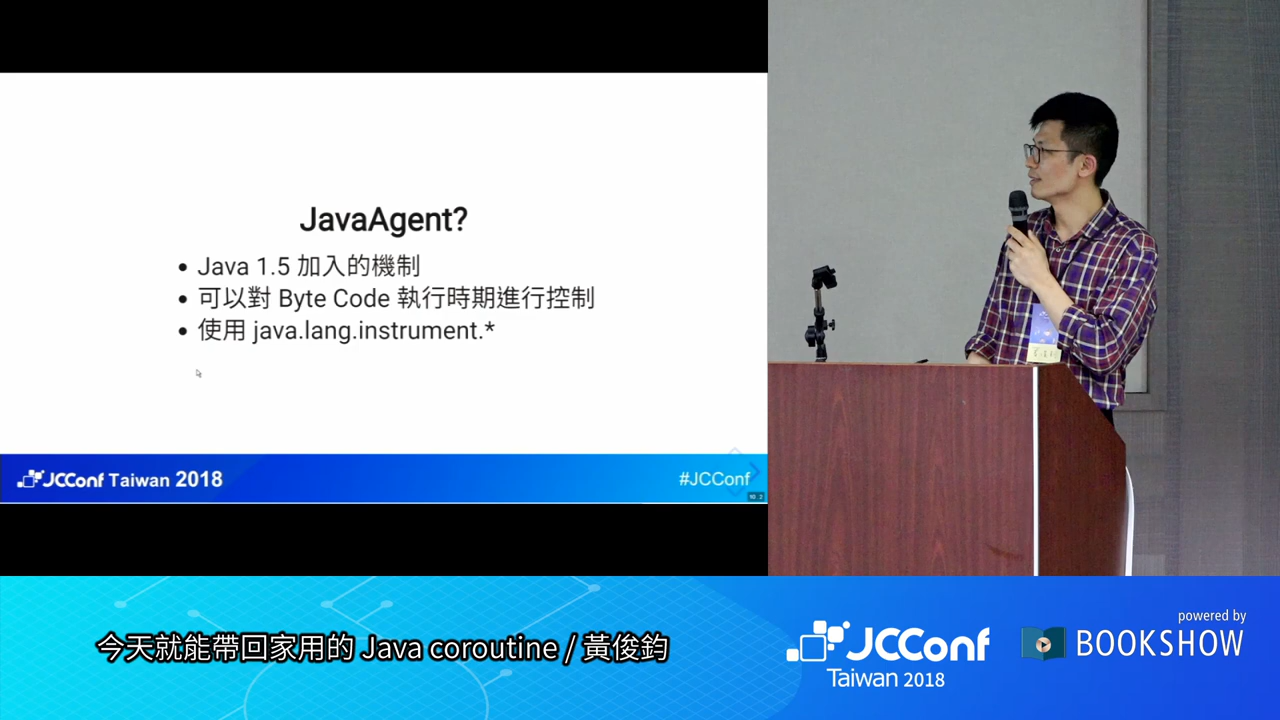 JavaAgent?
Java 1.5 加入的機制
可以對 Byte Code 執行時期進行控制
使用 java.lang.instrument.*
JCConf Taiwan 2018
#JCConf
今天就能帶回家用的 Java coroutine / 黃俊鈞
JCConf
Taiwan 2018
powered by
BOOKSHOW